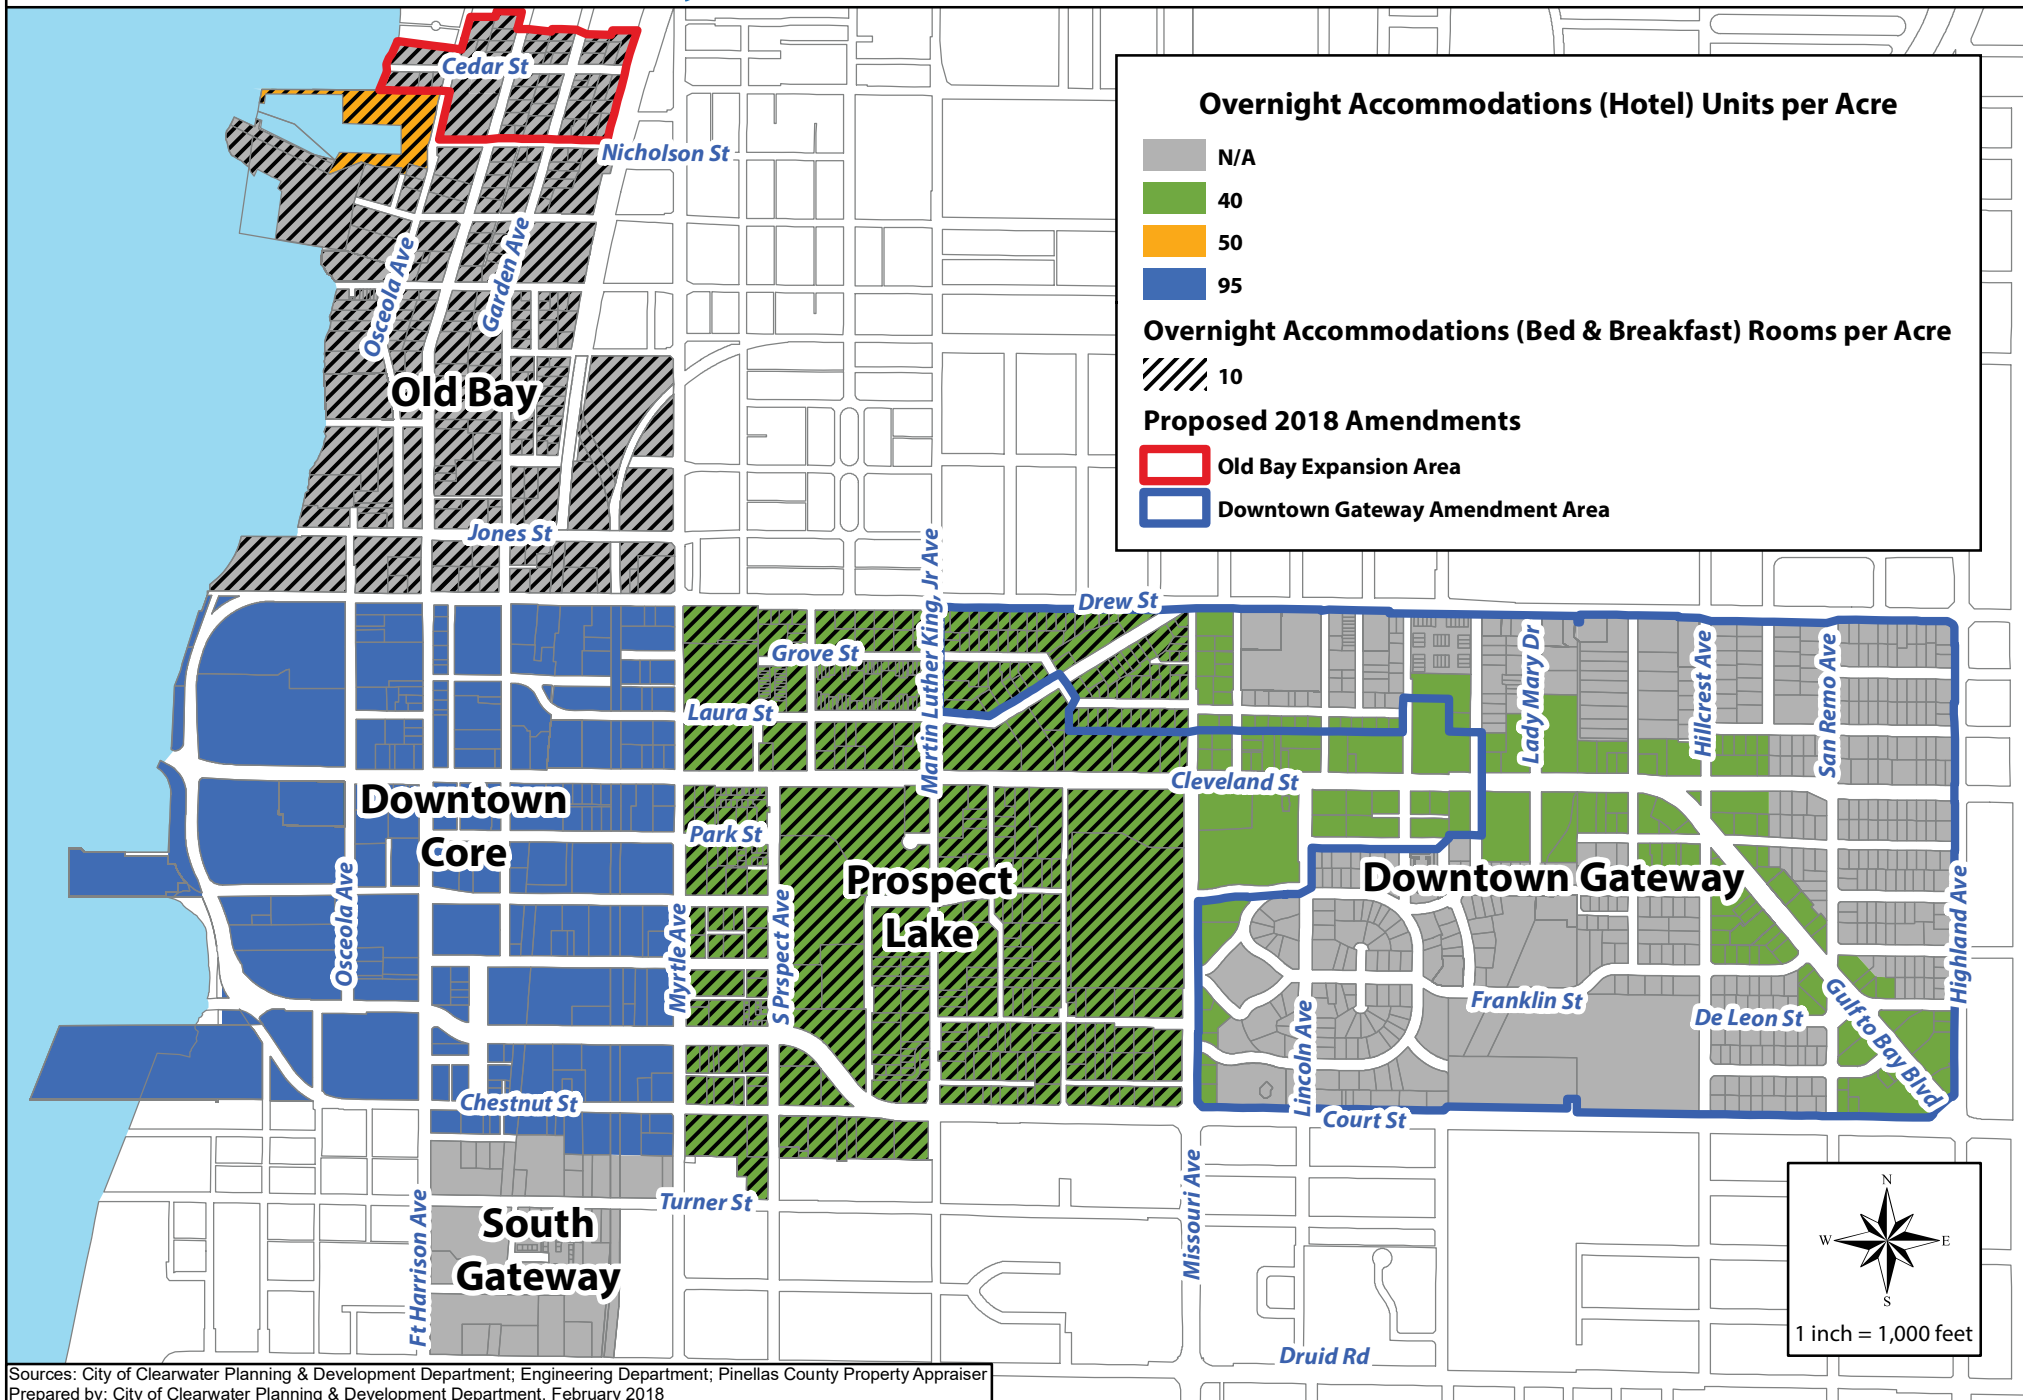 Cedar St
Nicholson St
Osceola Ave
Garden Ave
Old Bay
Jones St
Overnight Accommodations (Hotel) Units per Acre
N/A
40
50
95
Overnight Accommodations (Bed & Breakfast) Rooms per Acre
10
Proposed 2018 Amendments
Old Bay Expansion Area
Downtown Gateway Amendment Area
Martin Luther King, Jr Ave
Drew St
Grove St
Laura St
Lady Mary Dr
Hillcrest Ave
San Remo Ave
Cleveland St
Downtown
Core
Park St
Osceola Ave
Myrtle Ave
S Prspect Ave
Prospect
Lake
Downtown Gateway
Highland Ave
Franklin St
De Leon St
Gulf to Bay Blvd
Lincoln Ave
Chestnut St
Court St
Missouri Ave
Turner St
Ft Harrison Ave
South
Gateway
Druid Rd
N
W
E
S
1 inch = 1,000 feet
Sources: City of Clearwater Planning & Development Department; Engineering Department; Pinellas County Property Appraiser
Prepared by: City of Clearwater Planning & Development Department, February 2018